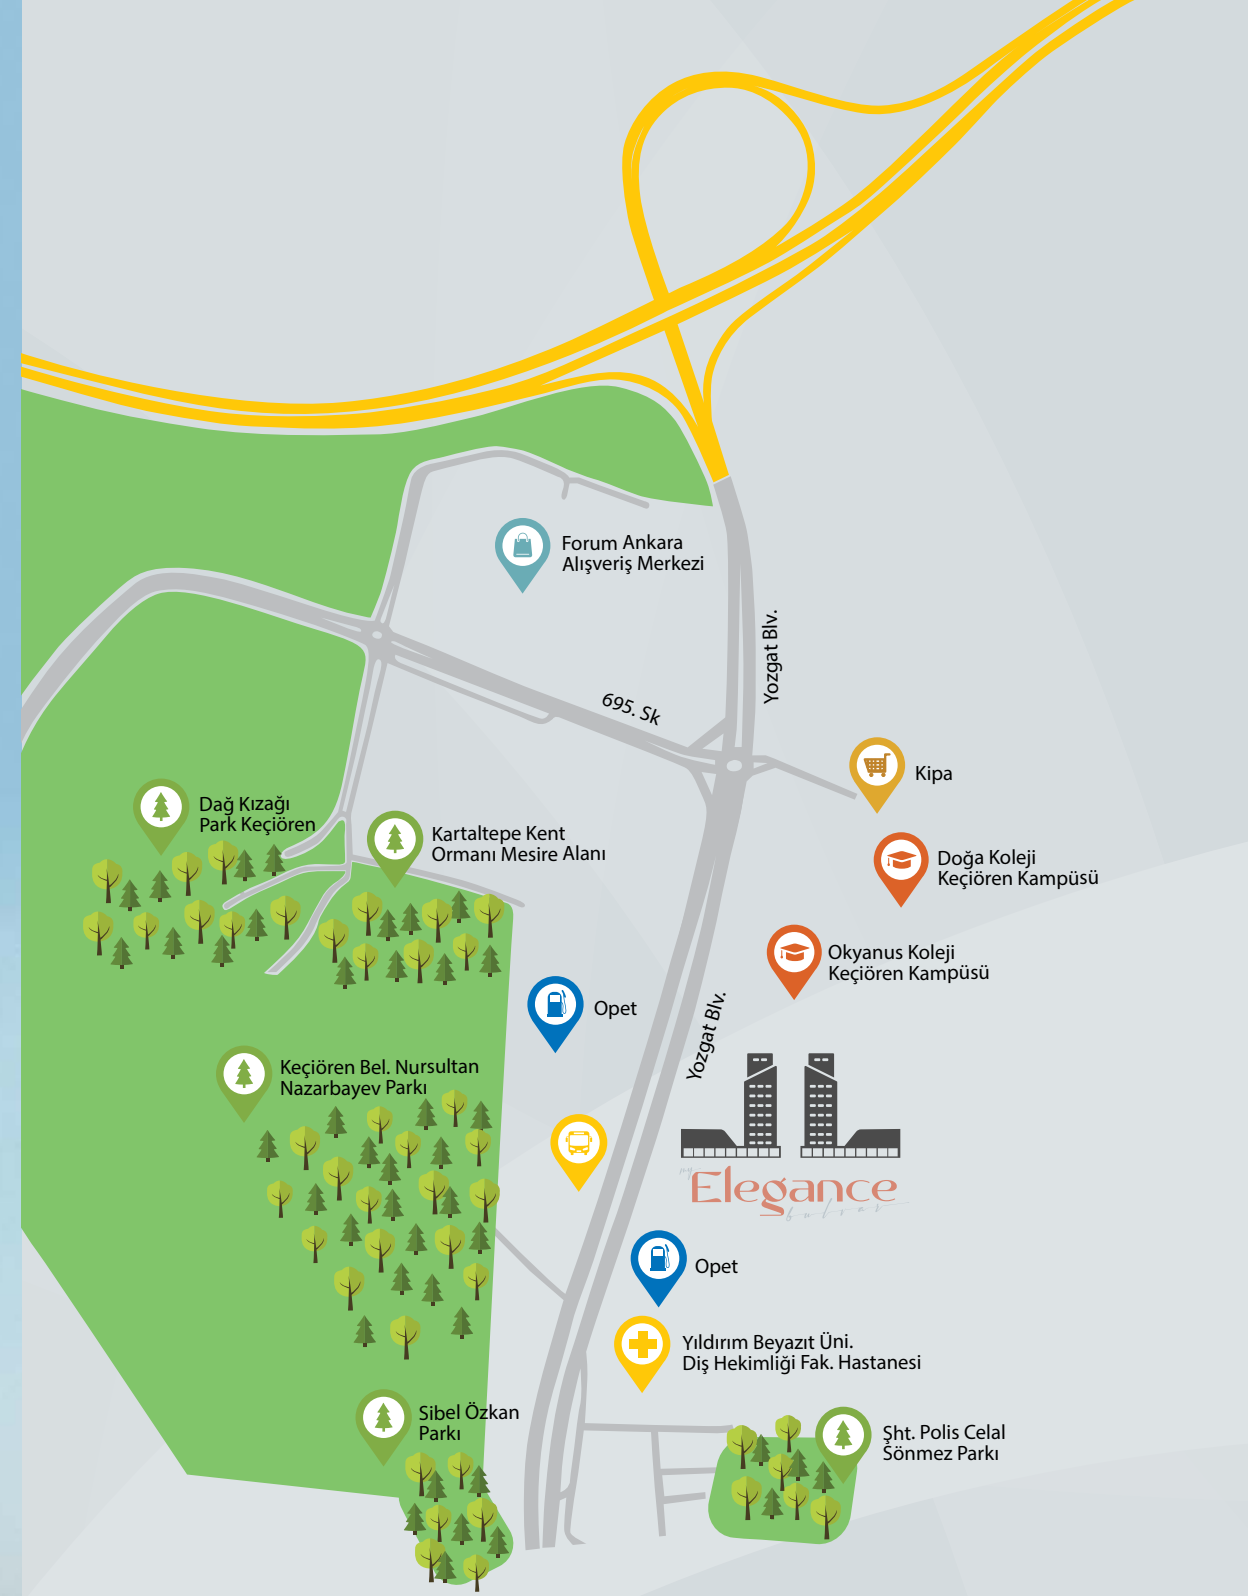 Forum Ankara
Alışveriş Merkezi
Yozgat Blv.
695. Sk
Kipa
Dağ Kızağı
Park Keçiören
Kartaltepe Kent
Ormanı Mesire Alanı
Doğa Koleji
Keçiören Kampüsü
Okyanus Koleji
Keçiören Kampüsü
Opet
Yozgat Blv.
Keçiören Bel. Nursultan
Nazarbayev Parkı
my
Elegance
bulvar
Opet
Yıldırım Beyazıt Üni.
Diş Hekimliği Fak. Hastanesi
Sibel Özkan
Parkı
Şht. Polis Celal
Sönmez Parkı